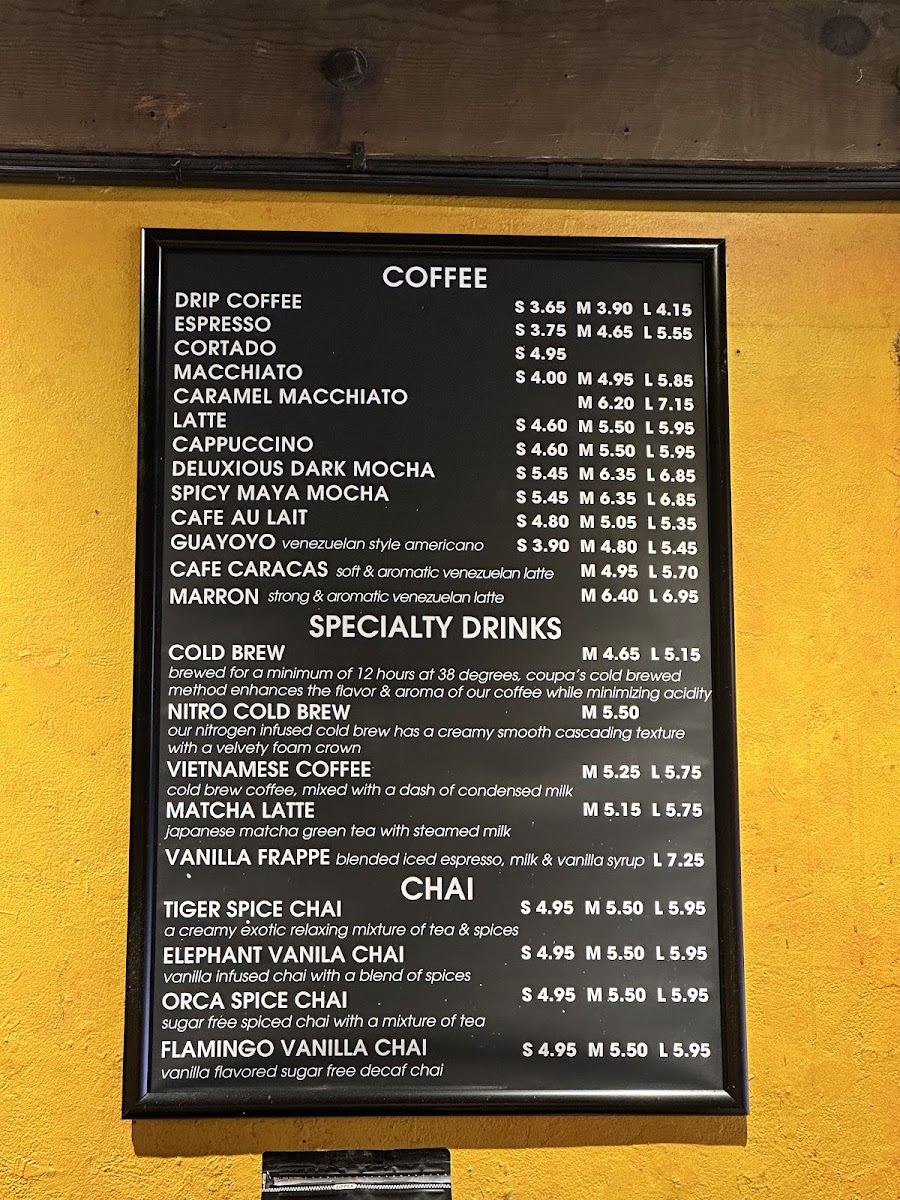 COFFEE
DRIP COFFEE S 3.65 M 3.90 L 4.15
ESPRESSO S 3.75 M 4.65 L 5.55
CORTADO S 4.95
MACCHIATO S 4.00 M 4.95 L 5.85
CARAMEL MACCHIATO M 6.20 L 7.15
LATTE S 4.60 M 5.50 L 5.95
CAPPUCCINO S 4.60 M 5.50 L 5.95
DELUXIOUS DARK MOCHA S 5.45 M 6.35 L 6.85
SPICY MAYA MOCHA S 5.45 M 6.35 L 6.85
CAFE AU LAIT S 4.80 M 5.05 L 5.35
GUAYOYO venezuelan style americano S 3.90 M 4.80 L 5.45
CAFE CARACAS soft & aromatic venezuelan latte M 4.95 L 5.70
MARRON strong & aromatic venezuelan latte M 6.40 L 6.95
SPECIALTY DRINKS
COLD BREW M 4.65 L 5.15
brewed for a minimum of 12 hours at 38 degrees, coupa's cold brewed
method enhances the flavor & aroma of our coffee while minimizing acidity
NITRO COLD BREW M 5.50
our nitrogen infused cold brew has a creamy smooth cascading texture
with a velvety foam crown
VIETNAMESE COFFEE M 5.25 L 5.75
cold brew coffee, mixed with a dash of condensed milk
MATCHA LATTE M 5.15 L 5.75
japanese matcha green tea with steamed milk
VANILLA FRAPPE blended iced espresso, milk & vanilla syrup L 7.25
CHAI
TIGER SPICE CHAI S 4.95 M 5.50 L 5.95
a creamy exotic relaxing mixture of tea & spices
ELEPHANT VANILA CHAI S 4.95 M 5.50 L 5.95
vanilla infused chai with a blend of spices
ORCA SPICE CHAI S 4.95 M 5.50 L 5.95
sugar free spiced chai with a mixture of tea
FLAMINGO VANILLA CHAI S 4.95 M 5.50 L 5.95
vanilla flavored sugar free decaf chai